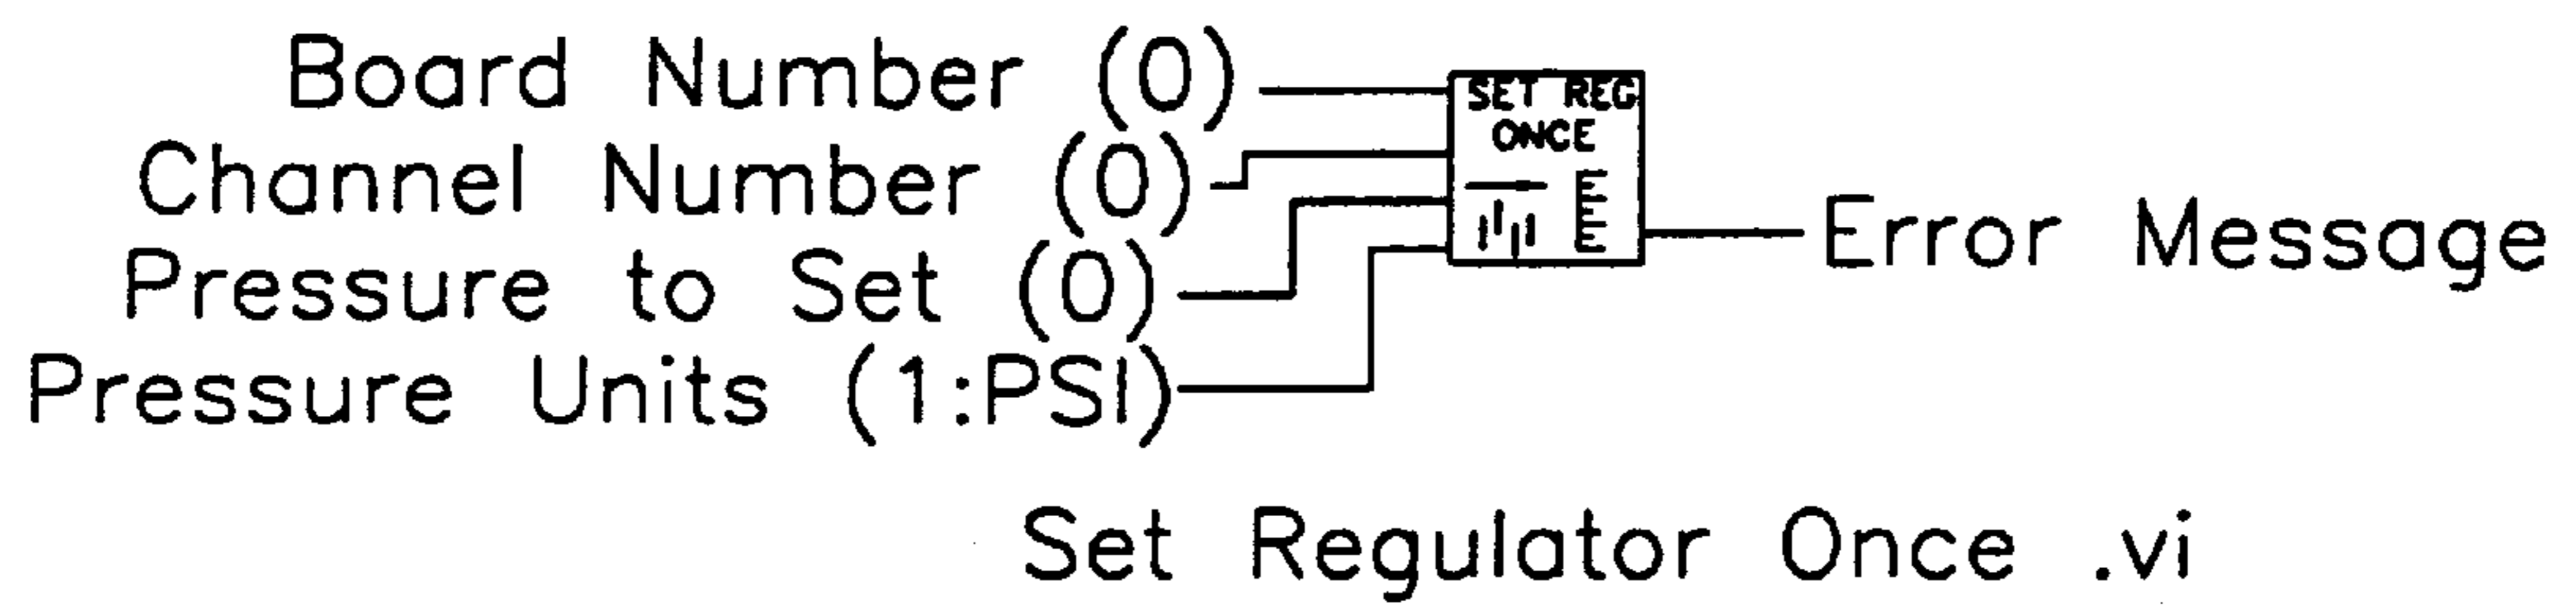 Board Number (0)
SET REG
ONCE
Channel Number (0)
Pressure to Set (0)
Error Message
Pressure Units (1:PSI)
Set Regulator Once .vi